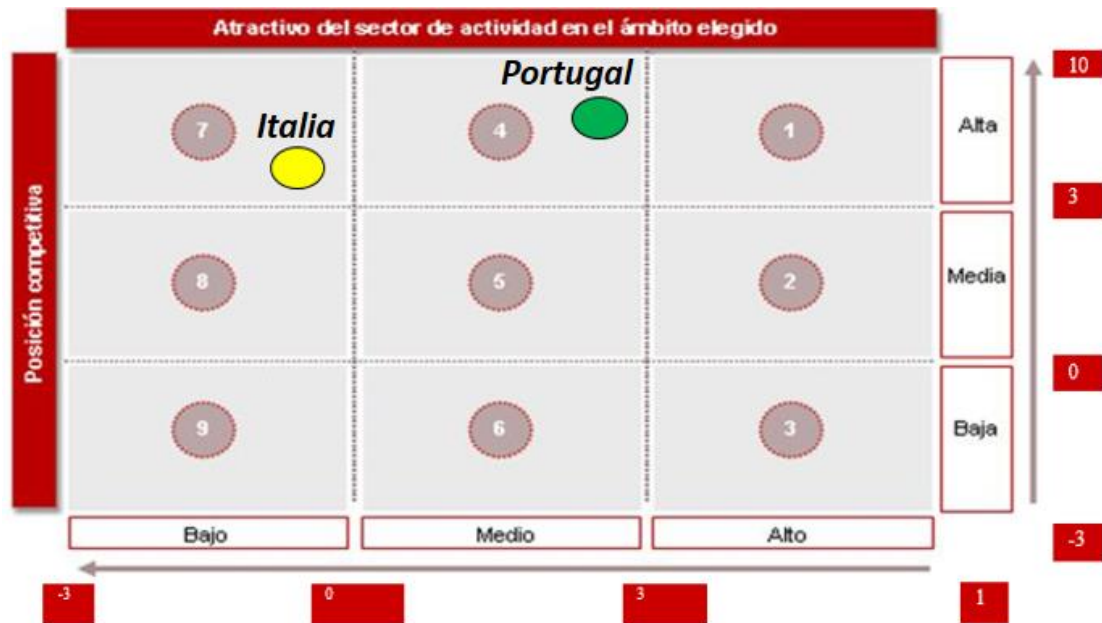 Atractivo del sector de actividad en el ámbito elegido
Posición competitiva
Portugal
Italia
7
4
1
Alta
10
3
8
5
2
Media
0
9
6
3
Baja
Bajo
Medio
Alto
-3
-3
0
3
1